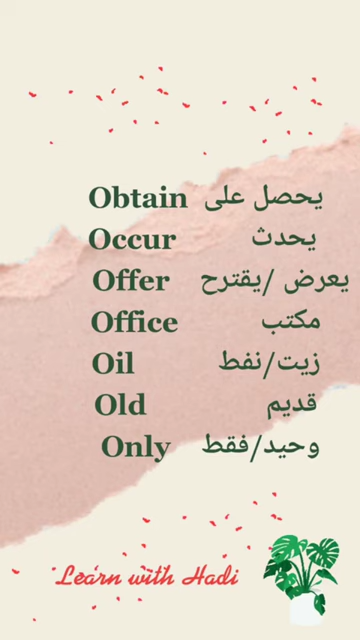 Obtain يحصل على
Occur يحدث
Offer يعرض /يقترح
Office مكتب
Oil زيت/نفط
Old قديم
Only وحيد/فقط
Learn with Hadi